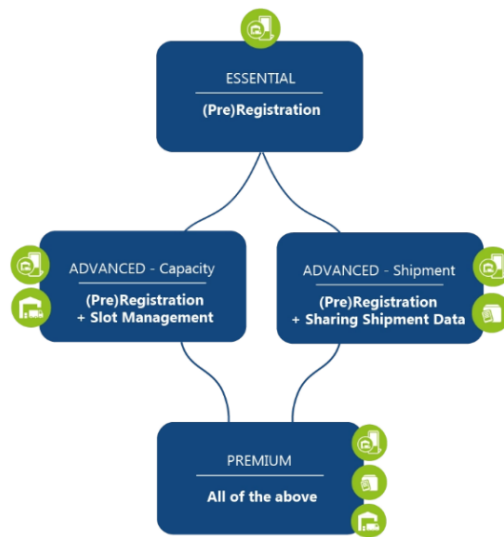 ESSENTIAL
(Pre)Registration
ADVANCED - Capacity
(Pre)Registration
+ Slot Management
ADVANCED - Shipment
(Pre)Registration
+ Sharing Shipment Data
PREMIUM
All of the above